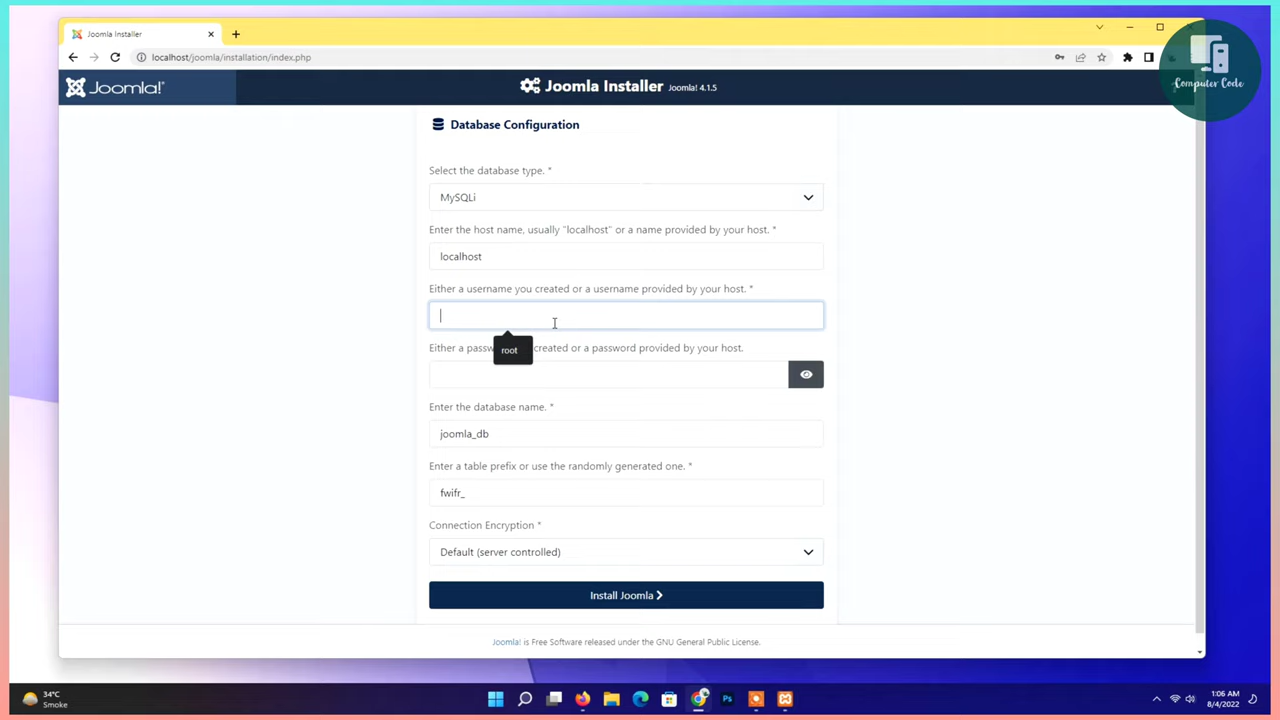 Joomla Installer
localhost/joomla/installation/index.php
Computer Code
Joomla!®
Joomla Installer Joomla! 4.1.5
Database Configuration
Select the database type. *
MySQLi
Enter the host name, usually "localhost" or a name provided by your host. *
localhost
Either a username you created or a username provided by your host. *
root
Either a passw created or a password provided by your host.
Enter the database name. *
joomla_db
Enter a table prefix or use the randomly generated one. *
fwifr_
Connection Encryption *
Default (server controlled)
Install Joomla
Joomla! is Free Software released under the GNU General Public License.
34°C
Smoke
Ps
1:06 AM
8/4/2022